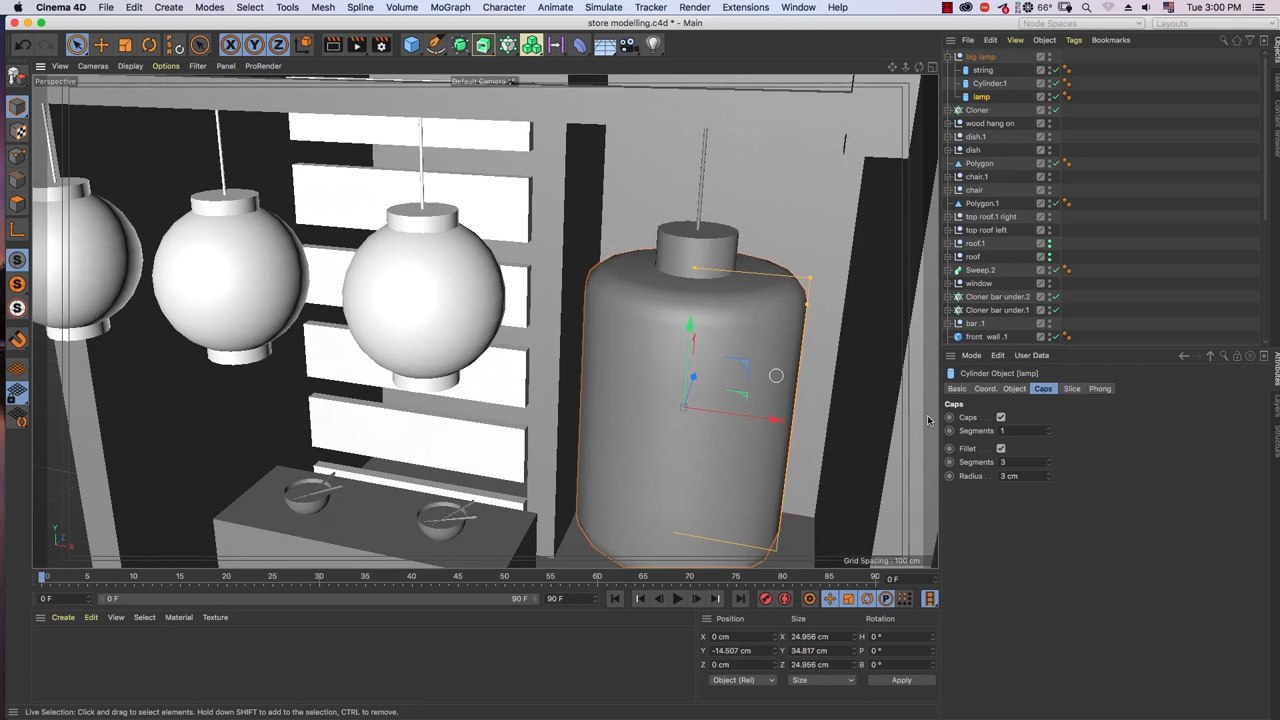 Cinema 4D File Edit Create Modes Select Tools Mesh Spline Volume MoGraph Character Animate Simulate Tracker Render Extensions Window Help 66° Tue 3:00 PM
store modelling.c4d * - Main
Node Spaces Layouts
X Y Z
File Edit View Object Tags Bookmarks
View Cameras Display Options Filter Panel ProRender
Perspective
Default Camera
big lamp
string
Cylinder.1
lamp
Cloner
wood hang on
dish.1
dish
Polygon
chair.1
chair
Polygon.1
top roof.1 right
top roof left
roof.1
roof
Sweep.2
window
Cloner bar under.2
Cloner bar under.1
bar .1
front wall .1
Mode Edit User Data
Cylinder Object [lamp]
Basic Coord. Object Caps Slice Phong
Caps
Caps
Segments 1
Fillet
Segments 3
Radius 3 cm
Y
Z
X
Grid Spacing : 100 cm
0 5 10 15 20 25 30 35 40 45 50 55 60 65 70 75 80 85 90 0 F
0 F 0 F 90 F 90 F
Create Edit View Select Material Texture
Position Size Rotation
X 0 cm X 24.956 cm H 0 °
Y -14.507 cm Y 34.817 cm P 0 °
Z 0 cm Z 24.956 cm B 0 °
Object (Rel) Size Apply
Live Selection: Click and drag to select elements. Hold down SHIFT to add to the selection, CTRL to remove.